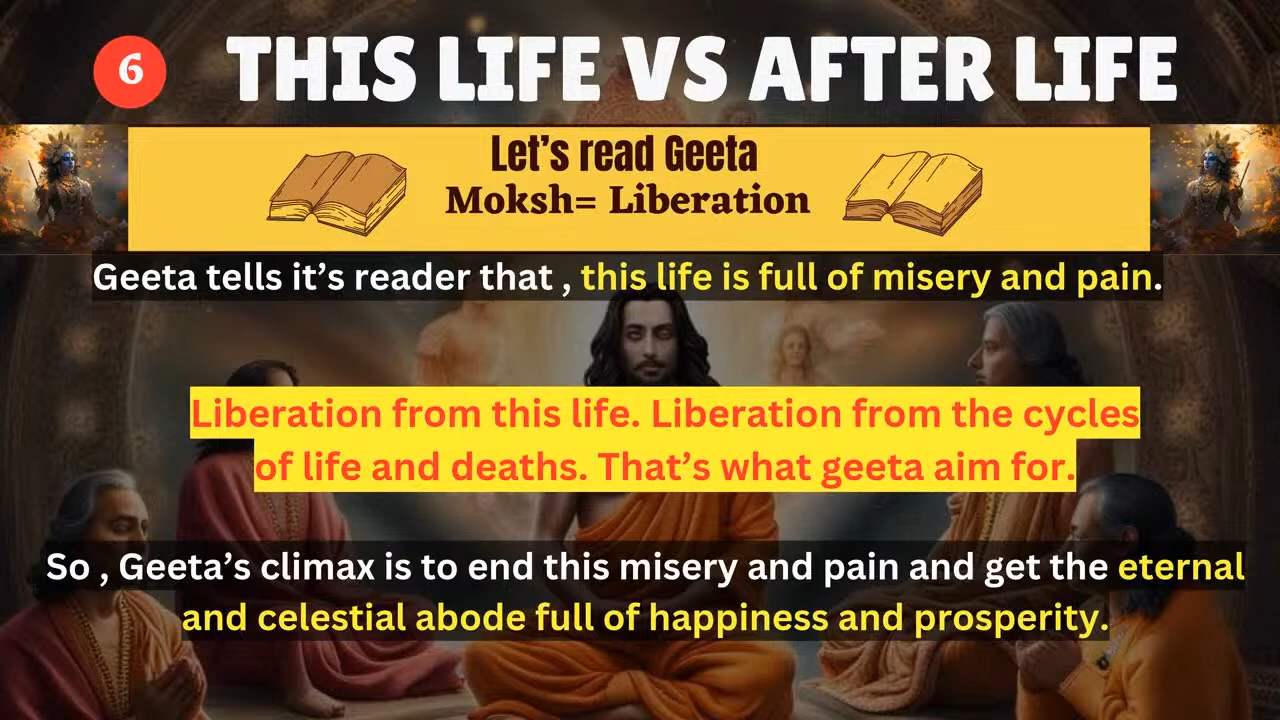 6
THIS LIFE VS AFTER LIFE
Let's read Geeta
Moksh= Liberation
Geeta tells it's reader that , this life is full of misery and pain.
Liberation from this life. Liberation from the cycles
of life and deaths. That's what geeta aim for.
So , Geeta's climax is to end this misery and pain and get the eternal
and celestial abode full of happiness and prosperity.